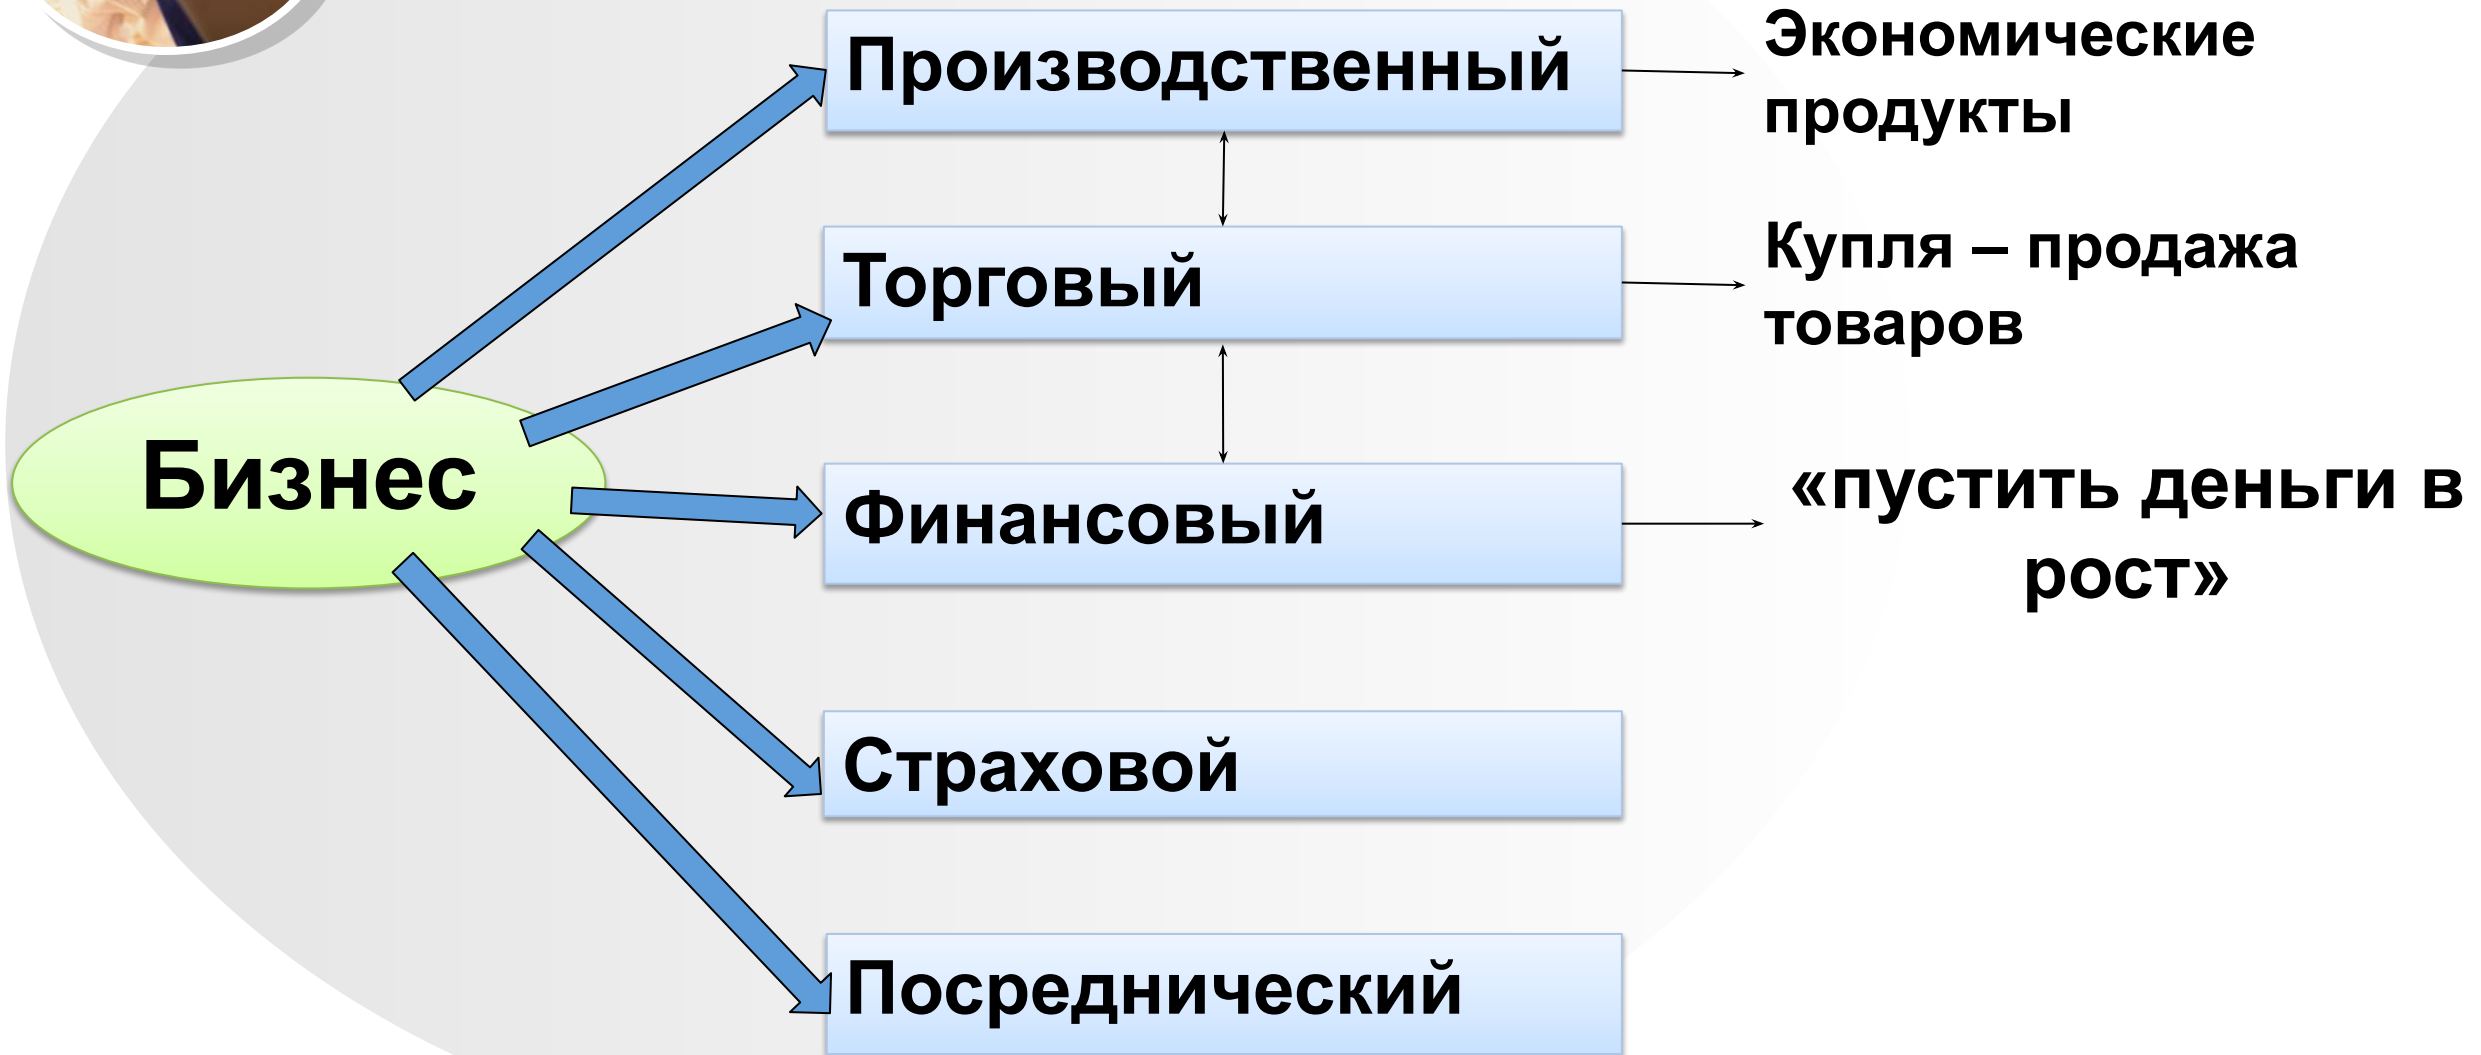 Производственный
Экономические
продукты
Торговый
Купля – продажа
товаров
Бизнес
Финансовый
«пустить деньги в
рост»
Страховой
Посреднический